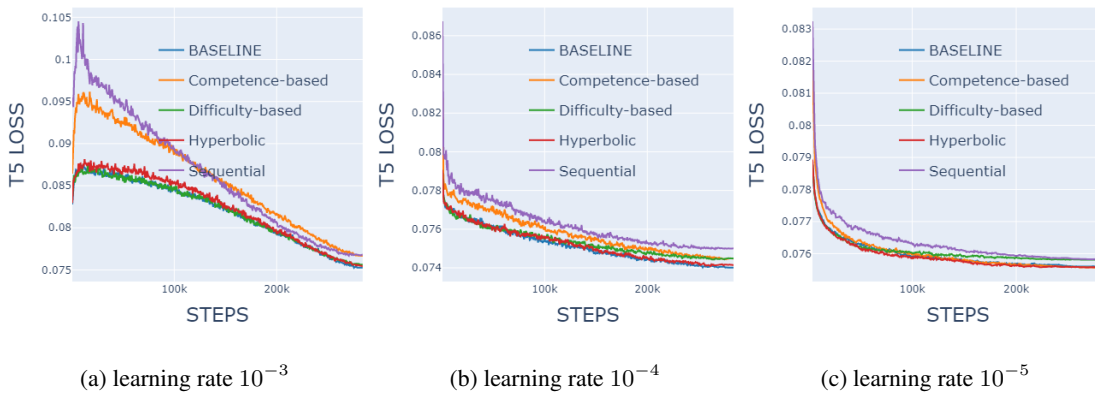 0.105
0.1
0.095
0.09
0.085
0.08
0.075
T5 LOSS
BASELINE
Competence-based
Difficulty-based
Hyperbolic
Sequential
100k
200k
STEPS
(a) learning rate 10⁻³
0.086
0.084
0.082
0.08
0.078
0.076
0.074
T5 LOSS
BASELINE
Competence-based
Difficulty-based
Hyperbolic
Sequential
100k
200k
STEPS
(b) learning rate 10⁻⁴
0.083
0.082
0.081
0.08
0.079
0.078
0.077
0.076
T5 LOSS
BASELINE
Competence-based
Difficulty-based
Hyperbolic
Sequential
100k
200k
STEPS
(c) learning rate 10⁻⁵